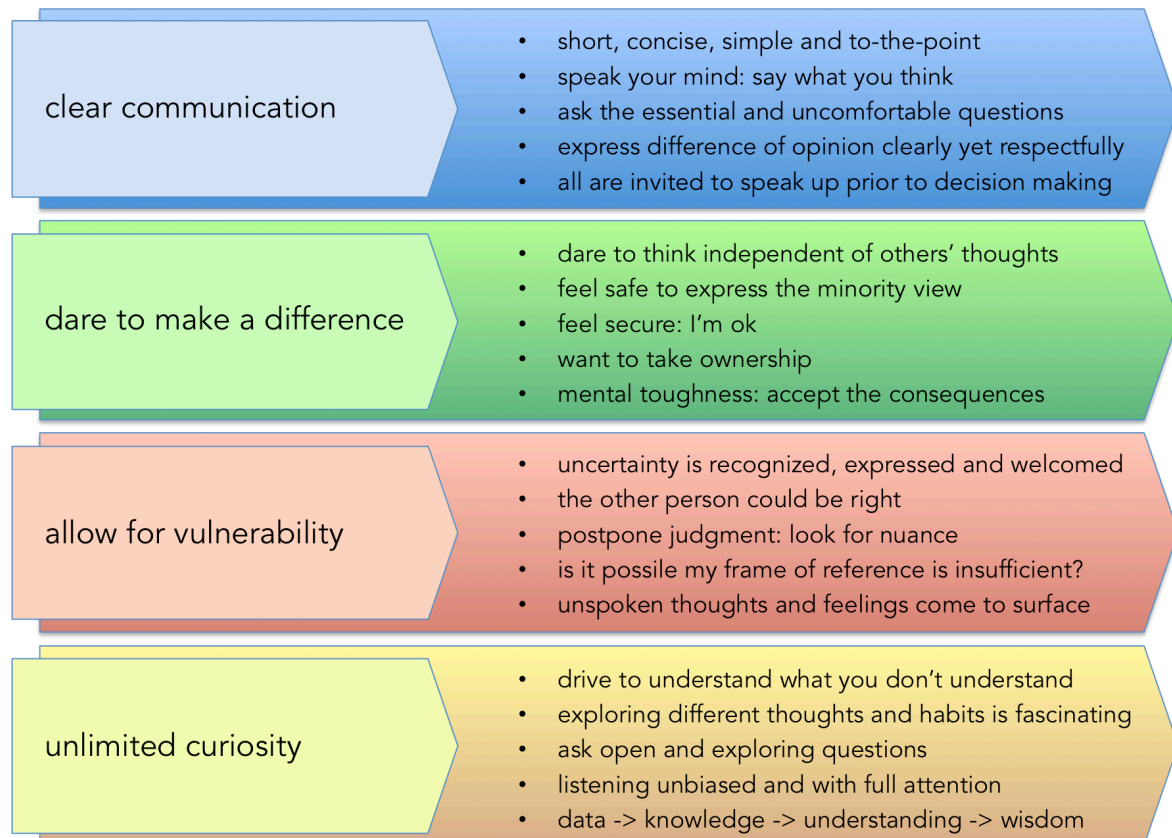 clear communication
• short, concise, simple and to-the-point
• speak your mind: say what you think
• ask the essential and uncomfortable questions
• express difference of opinion clearly yet respectfully
• all are invited to speak up prior to decision making
dare to make a difference
• dare to think independent of others’ thoughts
• feel safe to express the minority view
• feel secure: I’m ok
• want to take ownership
• mental toughness: accept the consequences
allow for vulnerability
• uncertainty is recognized, expressed and welcomed
• the other person could be right
• postpone judgment: look for nuance
• is it possile my frame of reference is insufficient?
• unspoken thoughts and feelings come to surface
unlimited curiosity
• drive to understand what you don’t understand
• exploring different thoughts and habits is fascinating
• ask open and exploring questions
• listening unbiased and with full attention
• data -> knowledge -> understanding -> wisdom